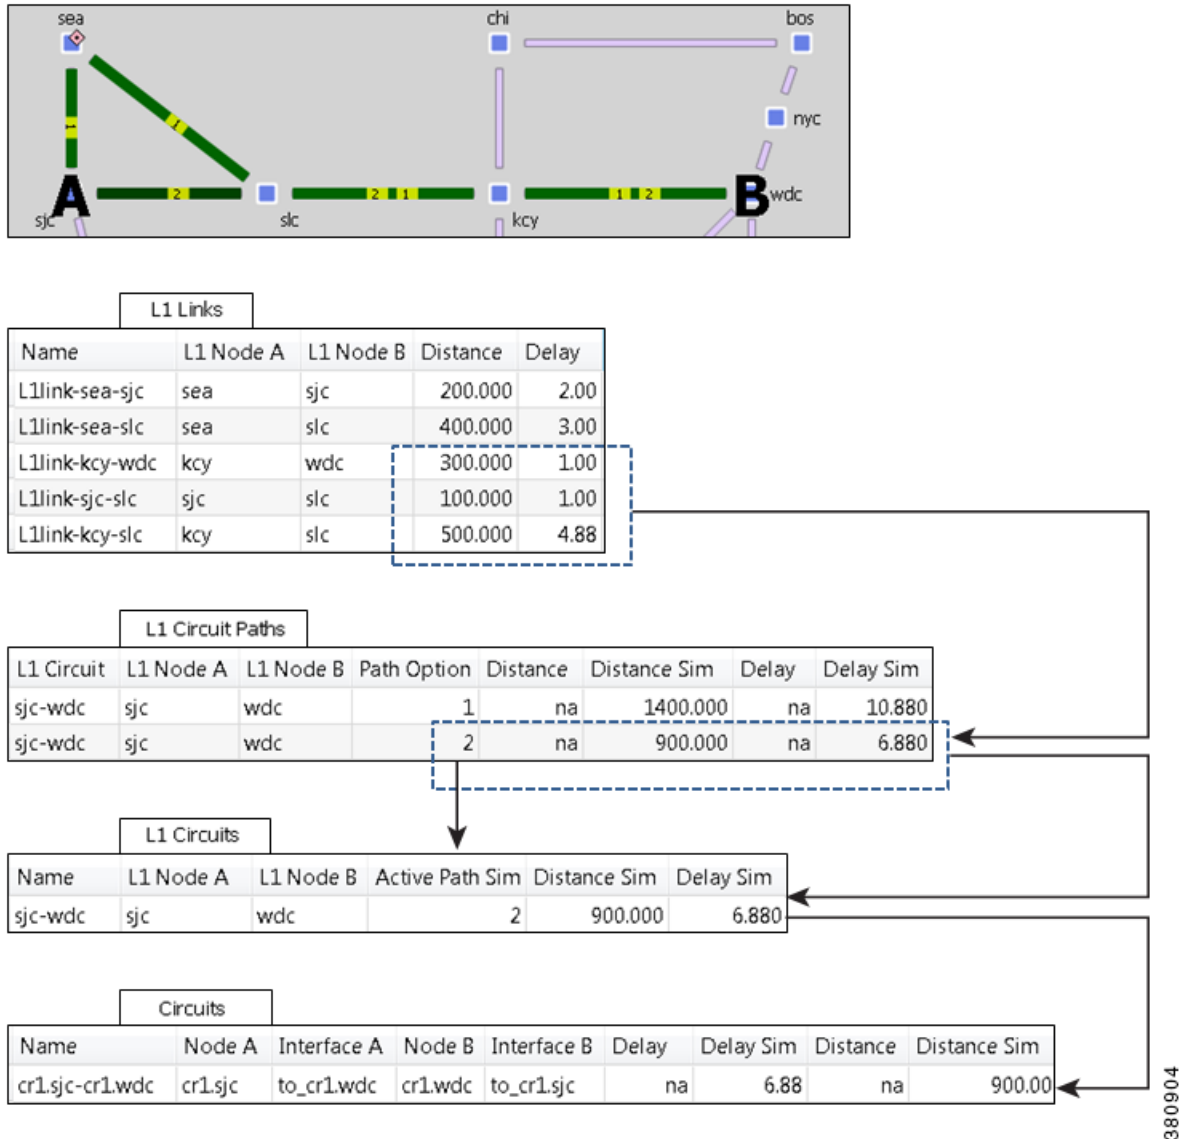 sea chi bos
1 1 nyc
A 2 2 1 1 2 B wdc
sjc slc kcy
L1 Links
Name L1 Node A L1 Node B Distance Delay
L1link-sea-sjc sea sjc 200.000 2.00
L1link-sea-slc sea slc 400.000 3.00
L1link-kcy-wdc kcy wdc 300.000 1.00
L1link-sjc-slc sjc slc 100.000 1.00
L1link-kcy-slc kcy slc 500.000 4.88
L1 Circuit Paths
L1 Circuit L1 Node A L1 Node B Path Option Distance Distance Sim Delay Delay Sim
sjc-wdc sjc wdc 1 na 1400.000 na 10.880
sjc-wdc sjc wdc 2 na 900.000 na 6.880
L1 Circuits
Name L1 Node A L1 Node B Active Path Sim Distance Sim Delay Sim
sjc-wdc sjc wdc 2 900.000 6.880
Circuits
Name Node A Interface A Node B Interface B Delay Delay Sim Distance Distance Sim
cr1.sjc-cr1.wdc cr1.sjc to_cr1.wdc cr1.wdc to_cr1.sjc na 6.88 na 900.00
380904